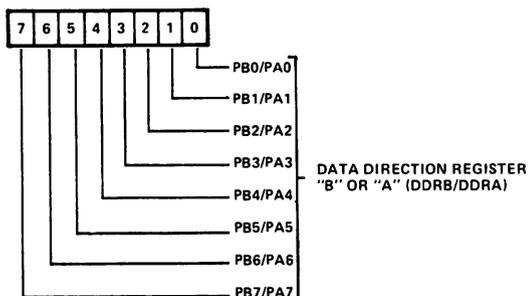 7 6 5 4 3 2 1 0
PB0/PA0
PB1/PA1
PB2/PA2
PB3/PA3
DATA DIRECTION REGISTER
"B" OR "A" (DDRB/DDRA)
PB4/PA4
PB5/PA5
PB6/PA6
PB7/PA7